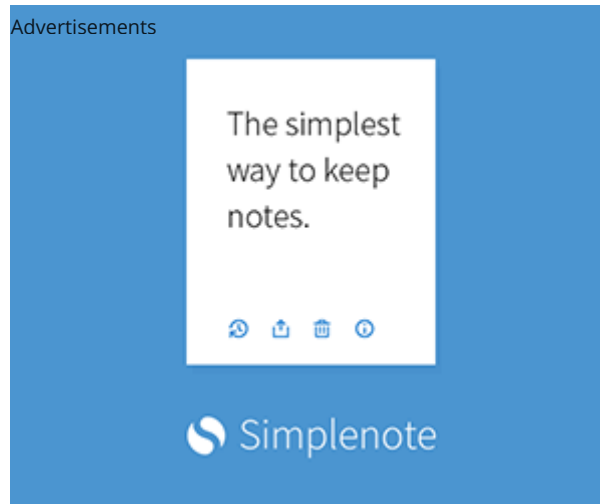 Advertisements
The simplest
way to keep
notes.
Simplenote